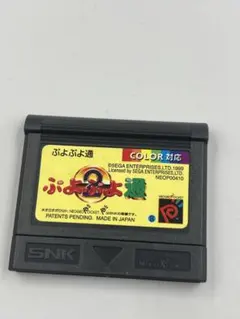 ぷよぷよ通
COLOR 対応
©SEGA ENTERPRISES,LTD.1999
Licensed by SEGA ENTERPRISES,LTD.
NEOP00410
ぷよぷよ通
PATENTS PENDING. MADE IN JAPAN
SNK